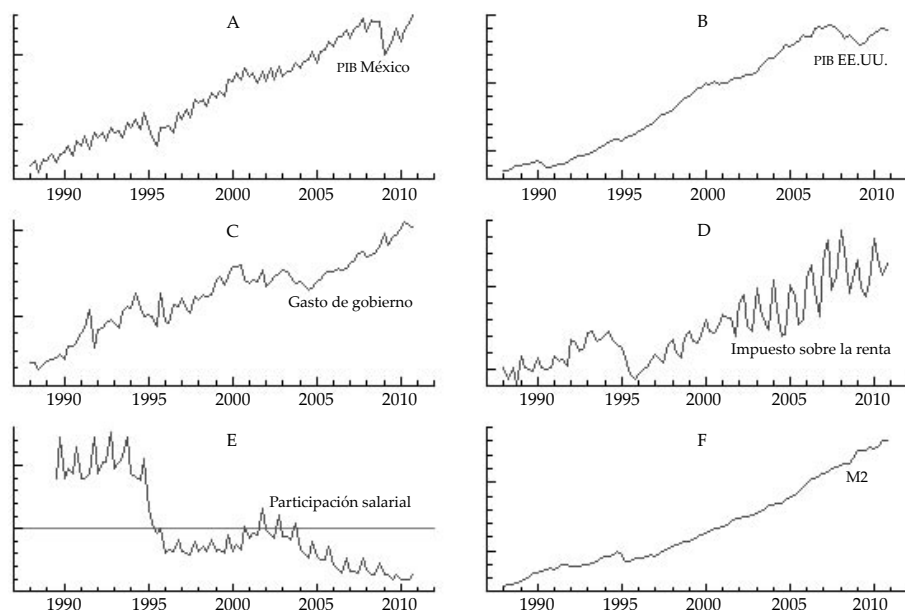 A
PIB México
1990 1995 2000 2005 2010
B
PIB EE.UU.
1990 1995 2000 2005 2010
C
Gasto de gobierno
1990 1995 2000 2005 2010
D
Impuesto sobre la renta
1990 1995 2000 2005 2010
E
Participación salarial
1990 1995 2000 2005 2010
F
M2
1990 1995 2000 2005 2010